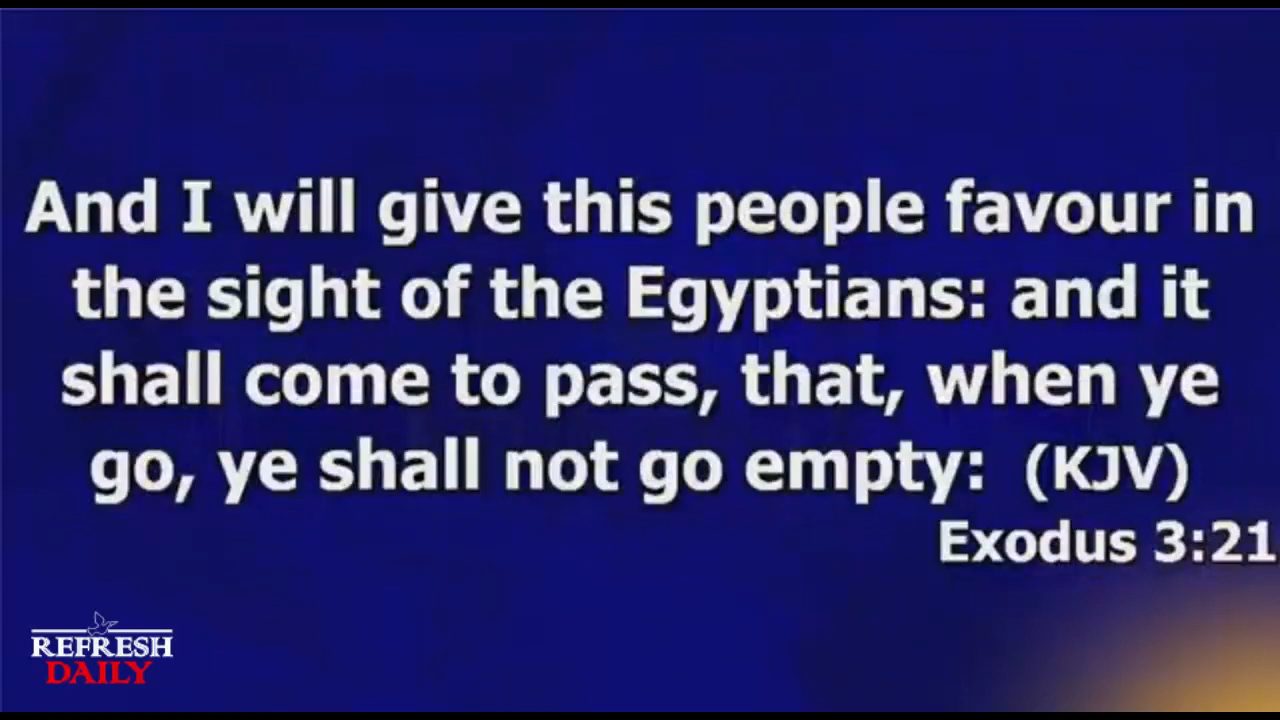 And I will give this people favour in
the sight of the Egyptians: and it
shall come to pass, that, when ye
go, ye shall not go empty: (KJV)
Exodus 3:21
REFRESH
DAILY